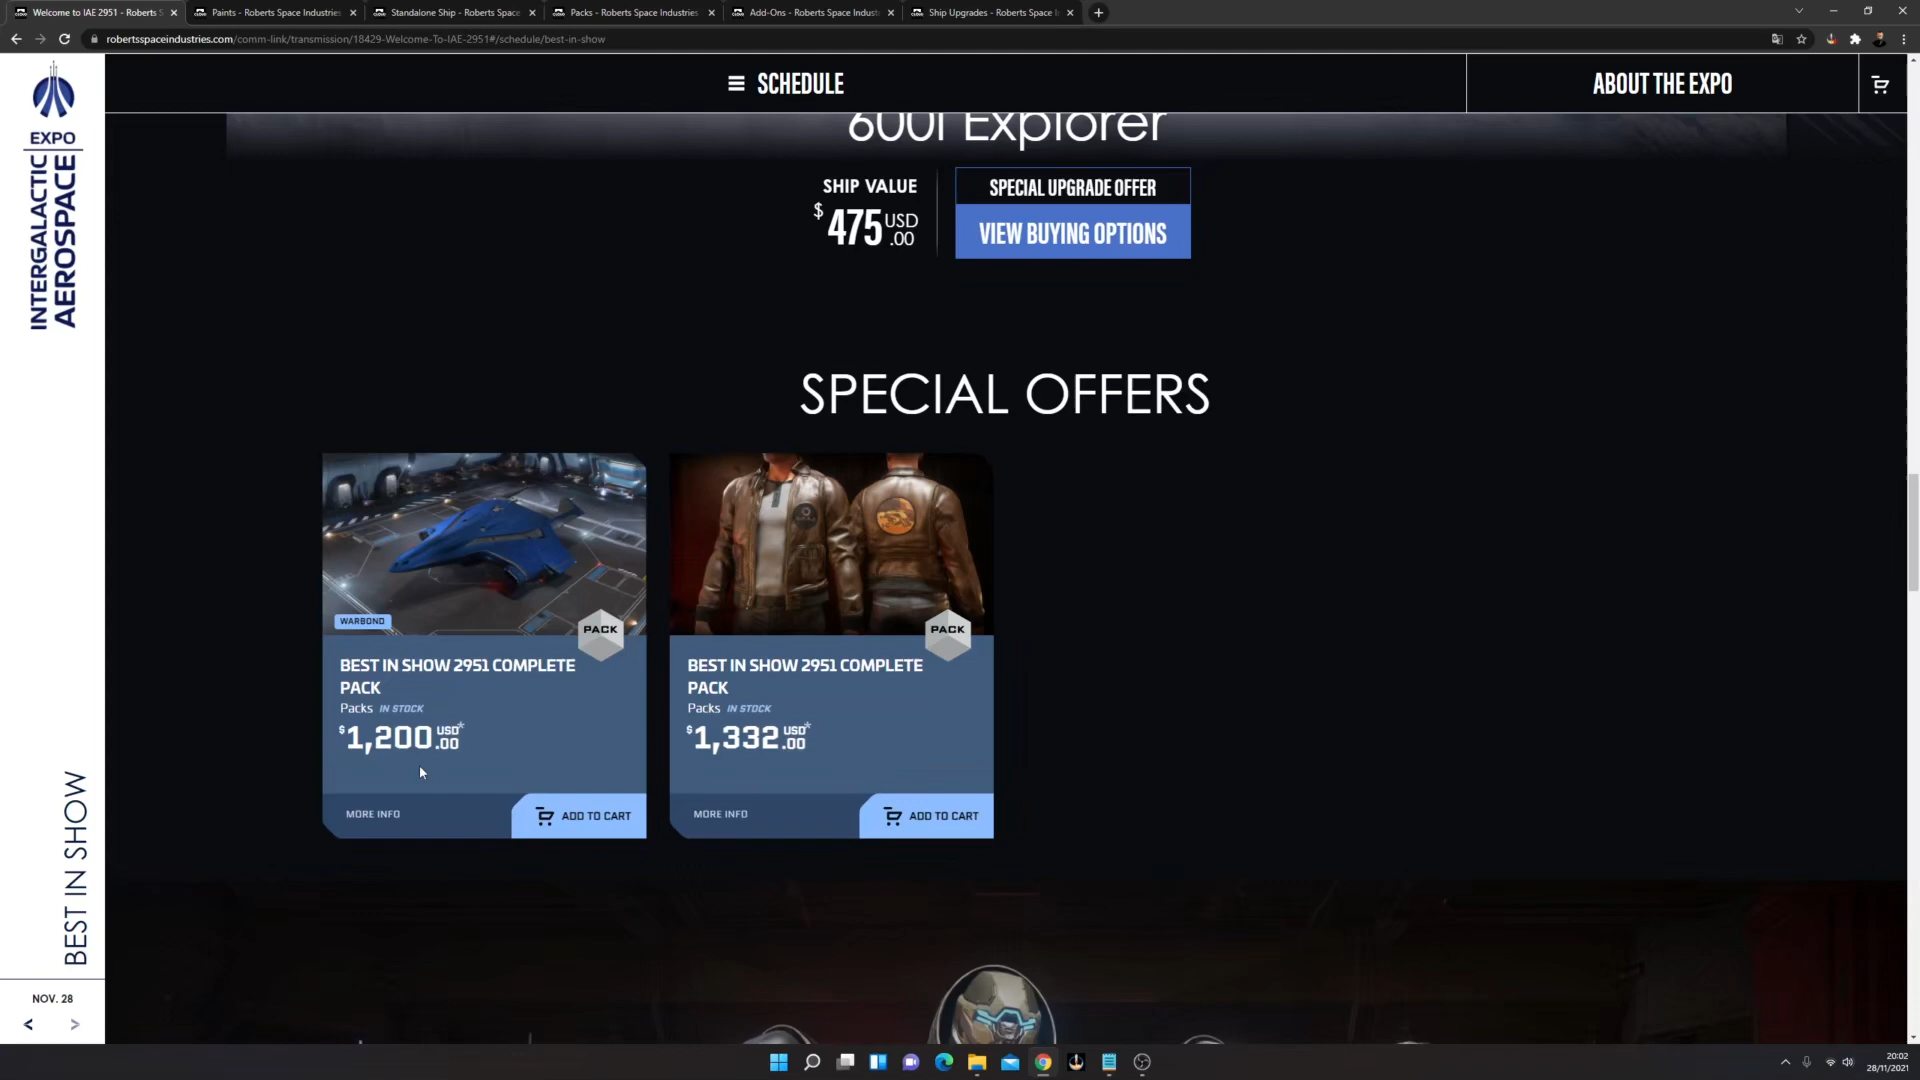 Welcome to IAE 2951 - Roberts S
Paints - Roberts Space Industries
Standalone Ship - Roberts Space
Packs - Roberts Space Industries
Add-Ons - Roberts Space Indust
Ship Upgrades - Roberts Space I
robertsspaceindustries.com/comm-link/transmission/18429-Welcome-To-IAE-2951#/schedule/best-in-show
EXPO
INTERGALACTIC
AEROSPACE
SCHEDULE
ABOUT THE EXPO
600i Explorer
SHIP VALUE
$475 USD .00
SPECIAL UPGRADE OFFER
VIEW BUYING OPTIONS
SPECIAL OFFERS
WARBOND
PACK
BEST IN SHOW 2951 COMPLETE
PACK
Packs IN STOCK
$1,200 USD* .00
MORE INFO
ADD TO CART
PACK
BEST IN SHOW 2951 COMPLETE
PACK
Packs IN STOCK
$1,332 USD* .00
MORE INFO
ADD TO CART
BEST IN SHOW
NOV. 28
< >
20:02
28/11/2021